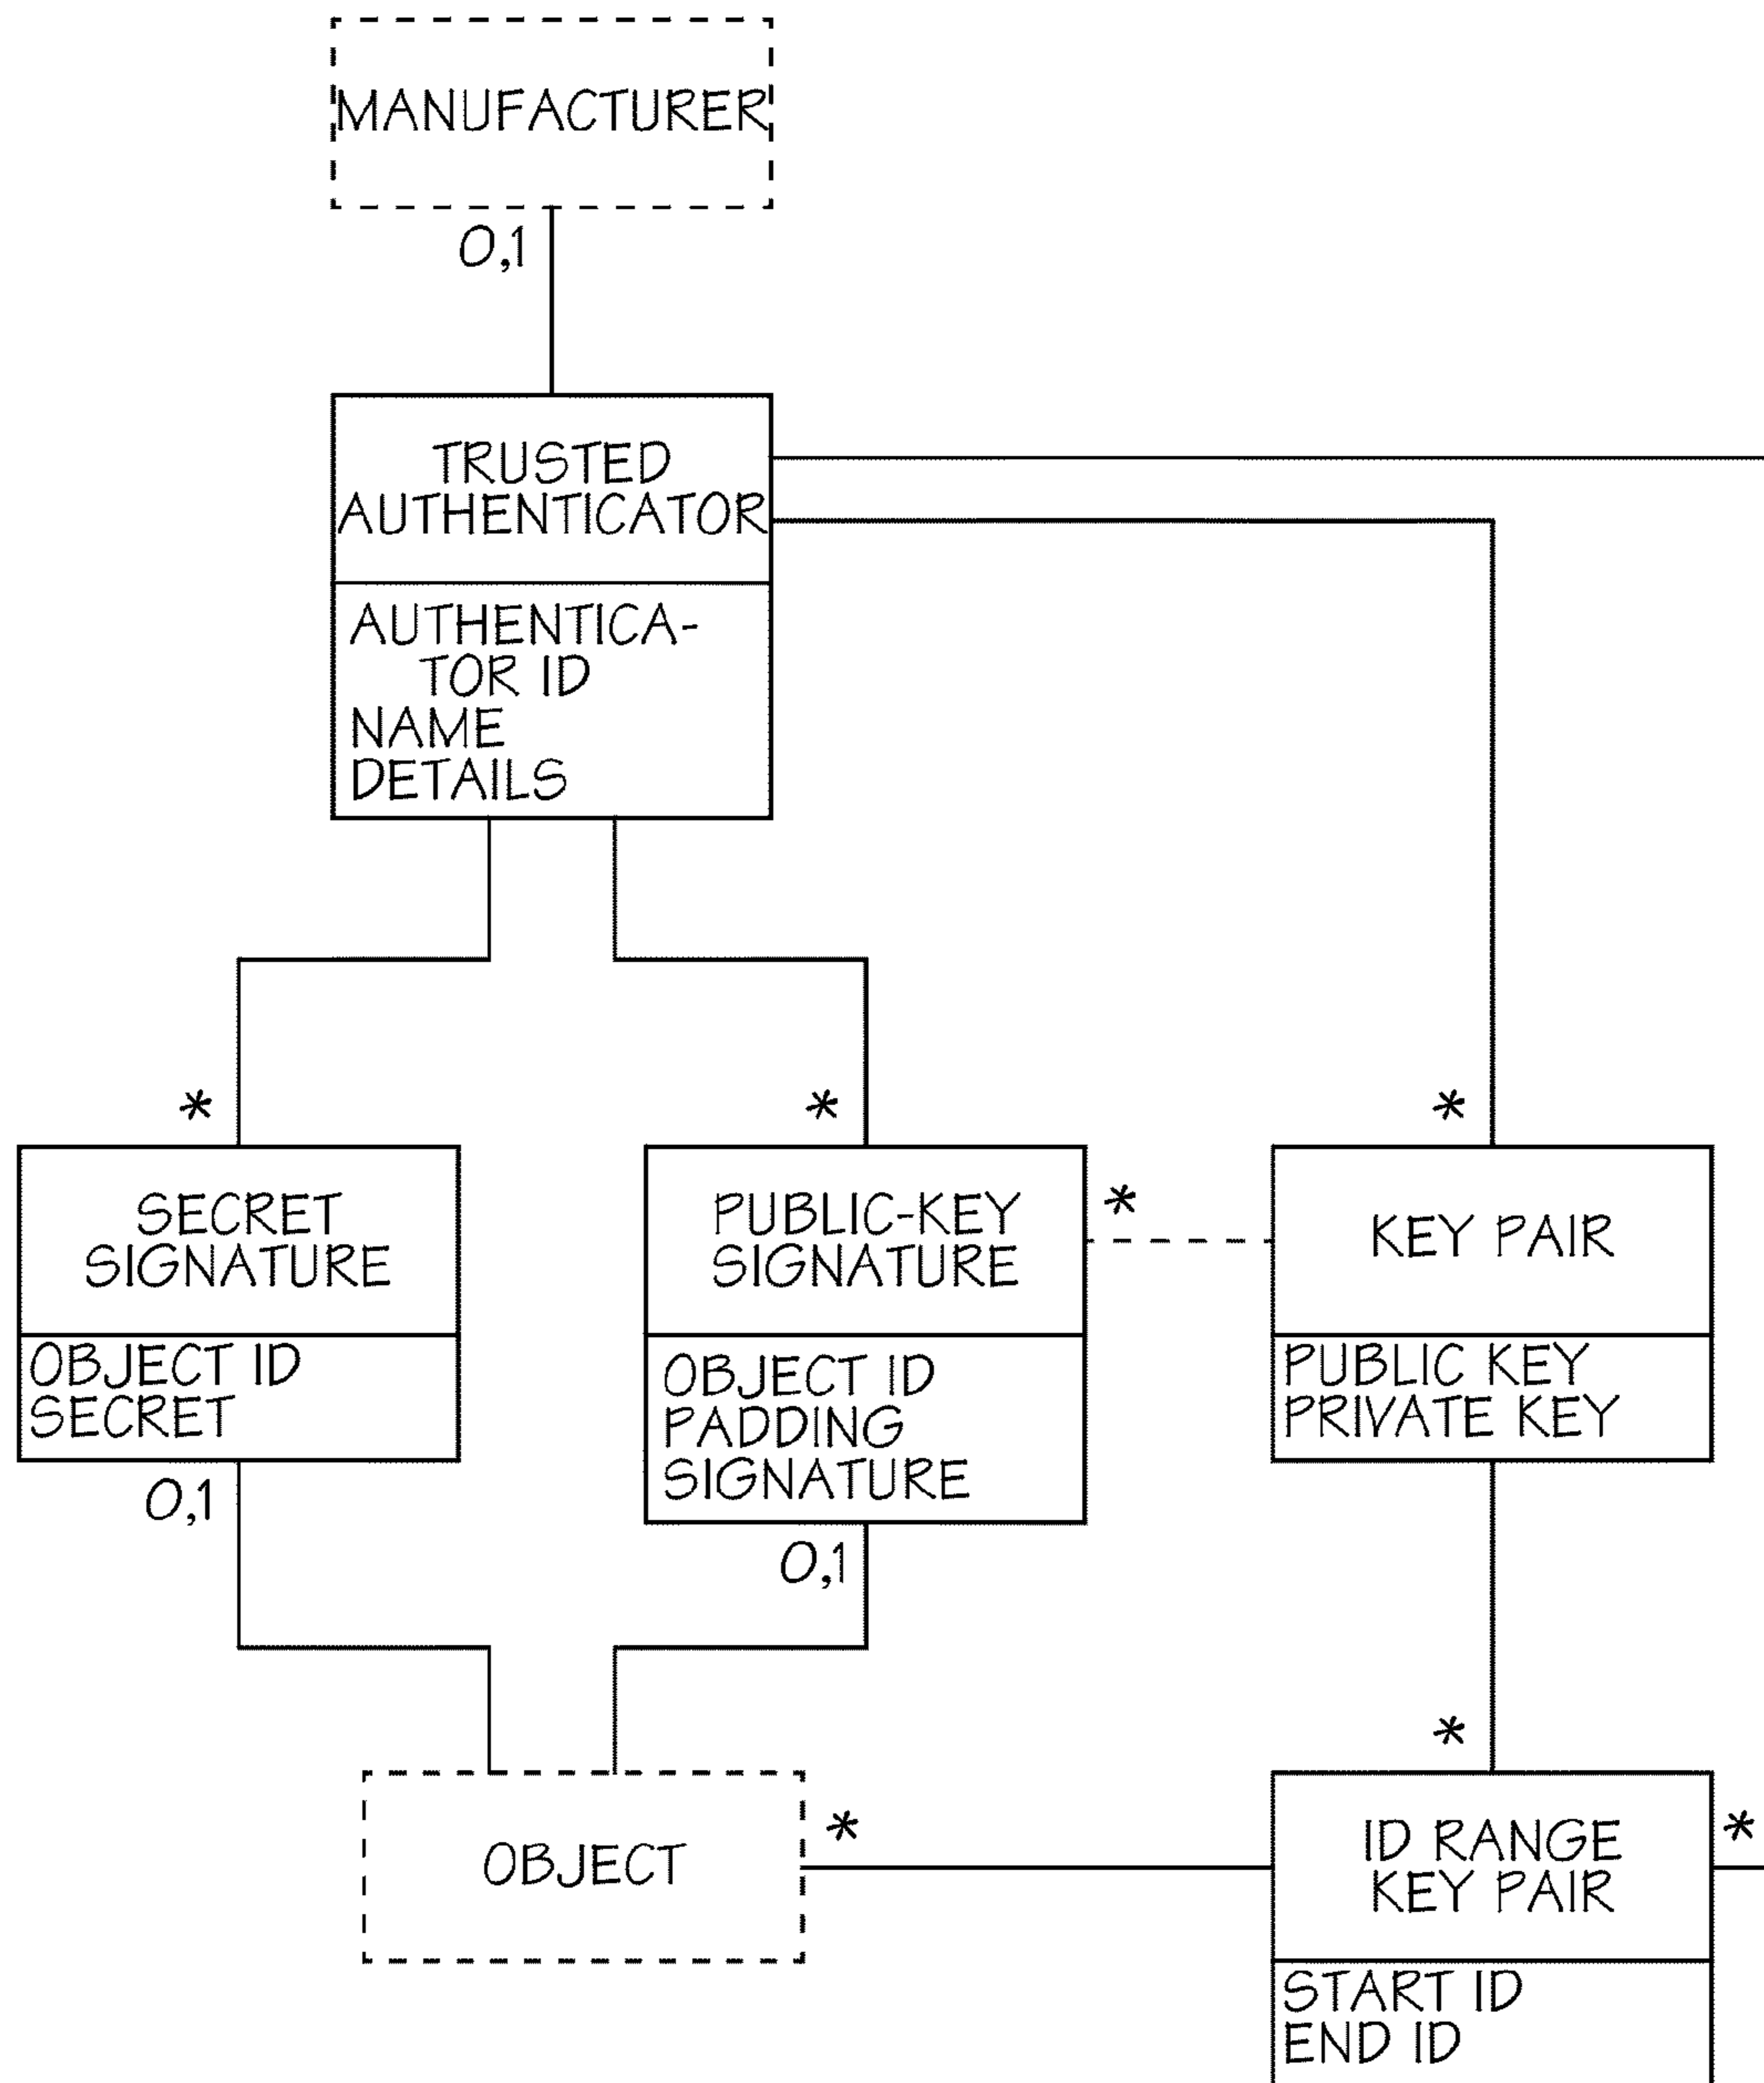 MANUFACTURER
0,1
TRUSTED
AUTHENTICATOR
AUTHENTICA-
TOR ID
NAME
DETAILS
*
*
*
SECRET
SIGNATURE
OBJECT ID
SECRET
0,1
PUBLIC-KEY
SIGNATURE
*
OBJECT ID
PADDING
SIGNATURE
0,1
KEY PAIR
PUBLIC KEY
PRIVATE KEY
*
OBJECT
*
ID RANGE
KEY PAIR
*
START ID
END ID